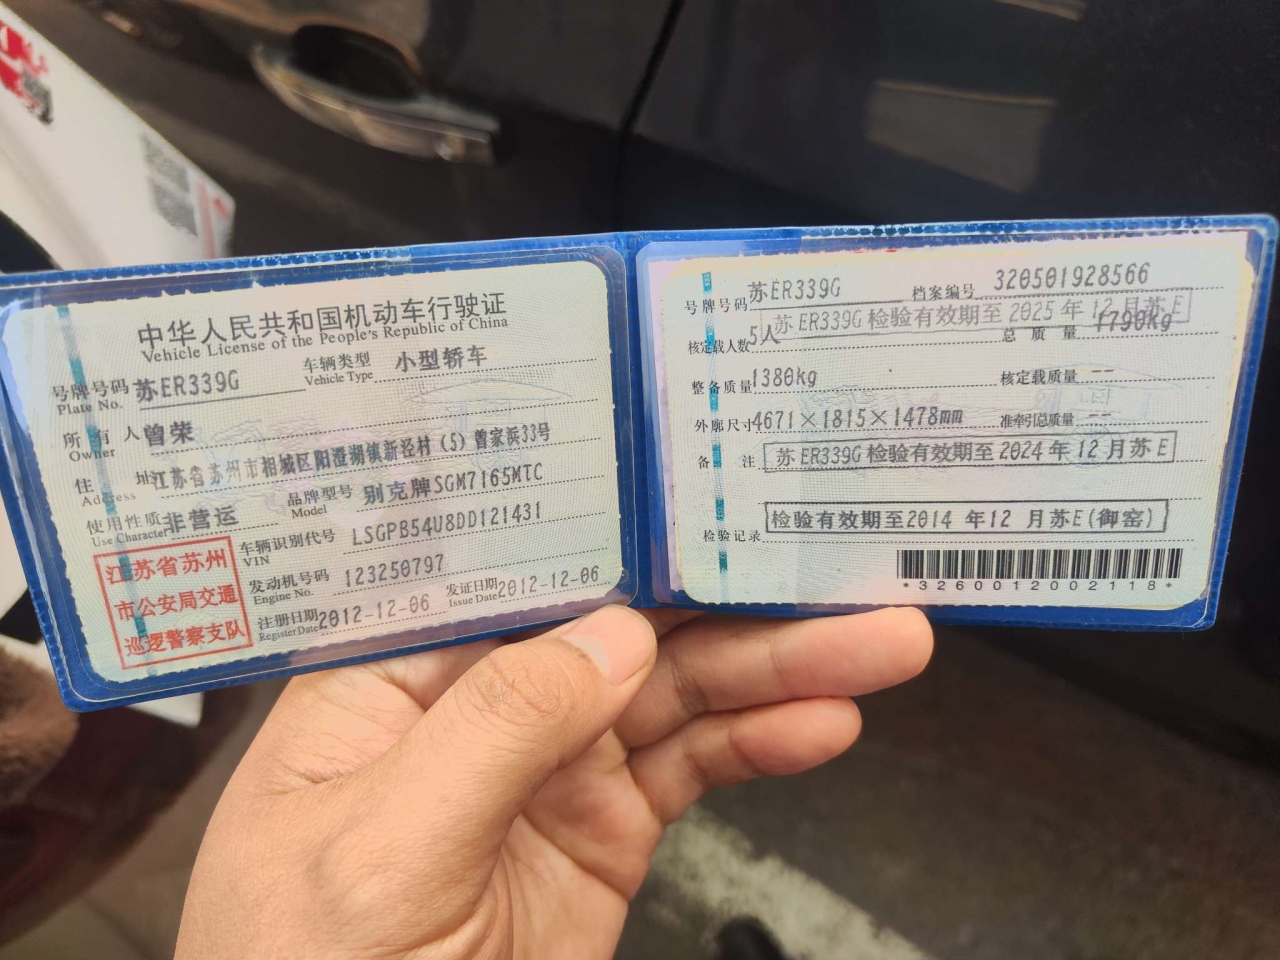 中华人民共和国机动车行驶证
Vehicle License of the People's Republic of China
号牌号码 苏ER339G 车辆类型 小型轿车
Plate No. Vehicle Type
所有人 曾荣
Owner
住址 江苏省苏州市相城区阳澄湖镇新泾村(5)曾家浜33号
Address
使用性质 非营运 品牌型号 别克牌SGM7165MTC
Use Character Model
江苏省苏州
市公安局交通
巡逻警察支队
车辆识别代号 LSGPB54U8DD121431
VIN
发动机号码 123250797
Engine No.
注册日期 2012-12-06 发证日期 2012-12-06
Register Date Issue Date
号牌号码 苏ER339G 档案编号 320501928566
苏ER339G 检验有效期至2025年12月苏E
核定载人数 5人 总质量 1790kg
整备质量 1380kg 核定载质量 --
外廓尺寸 4671×1815×1478mm 准牵引总质量 --
备注 苏ER339G 检验有效期至2024年12月苏E
检验记录 检验有效期至2014 年12 月苏E(御窑)
*3260012002118*